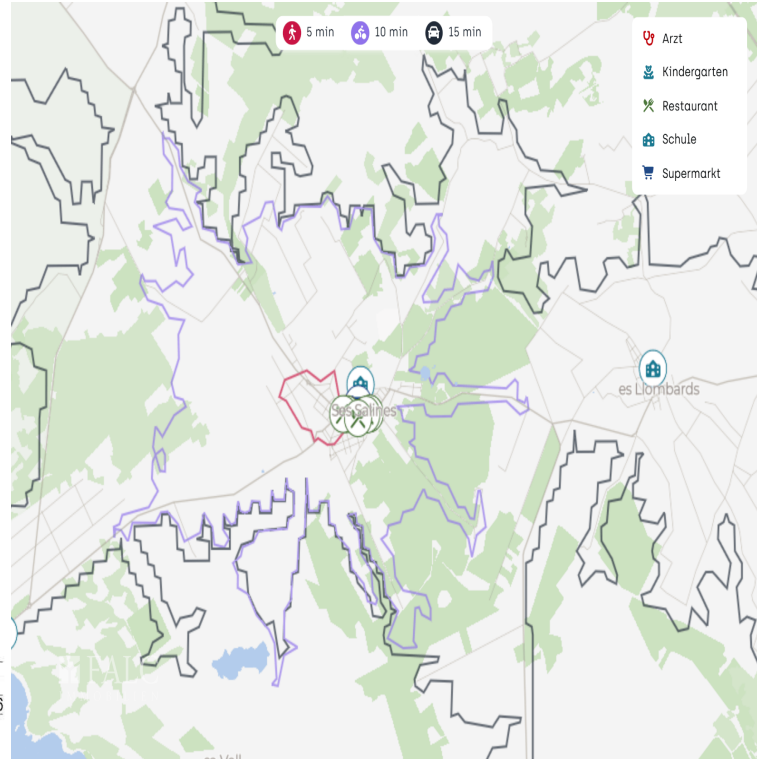 5 min
10 min
15 min
Arzt
Kindergarten
Restaurant
Schule
Supermarkt
ses Salines
es Llombards